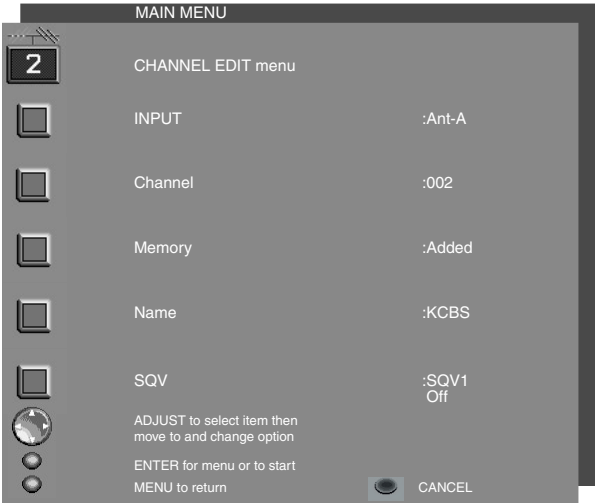 MAIN MENU
2
CHANNEL EDIT menu
INPUT :Ant-A
Channel :002
Memory :Added
Name :KCBS
SQV :SQV1
Off
ADJUST to select item then
move to and change option
ENTER for menu or to start
MENU to return CANCEL